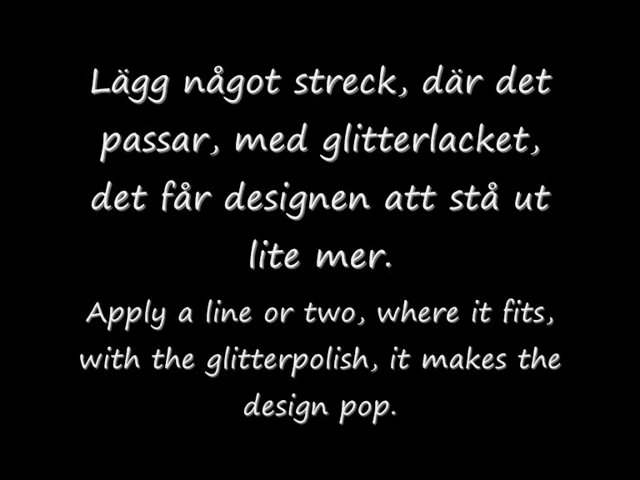 Lägg något streck, där det
passar, med glitterlacket,
det får designen att stå ut
lite mer.
Apply a line or two, where it fits,
with the glitterpolish, it makes the
design pop.